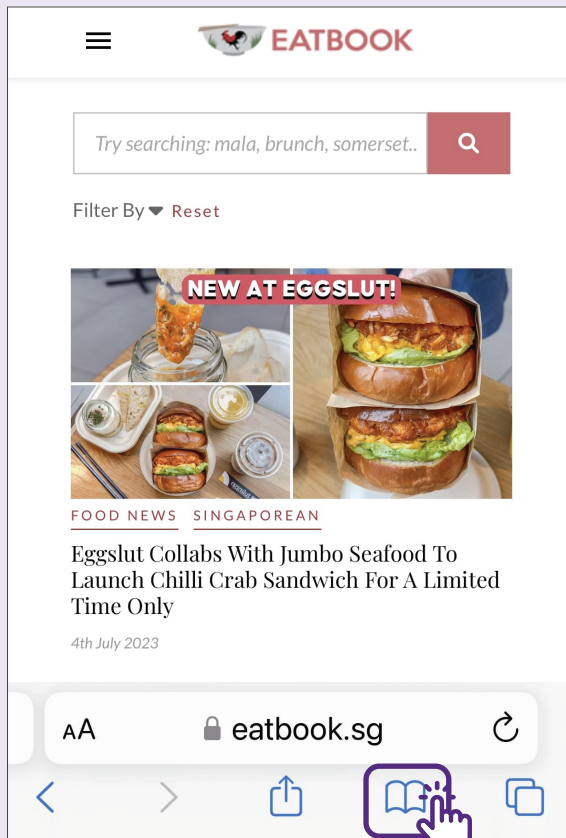 EATBOOK
Try searching: mala, brunch, somerset..
Filter By Reset
NEW AT EGGSLUT!
FOOD NEWS SINGAPOREAN
Eggslut Collabs With Jumbo Seafood To
Launch Chilli Crab Sandwich For A Limited
Time Only
4th July 2023
AA eatbook.sg